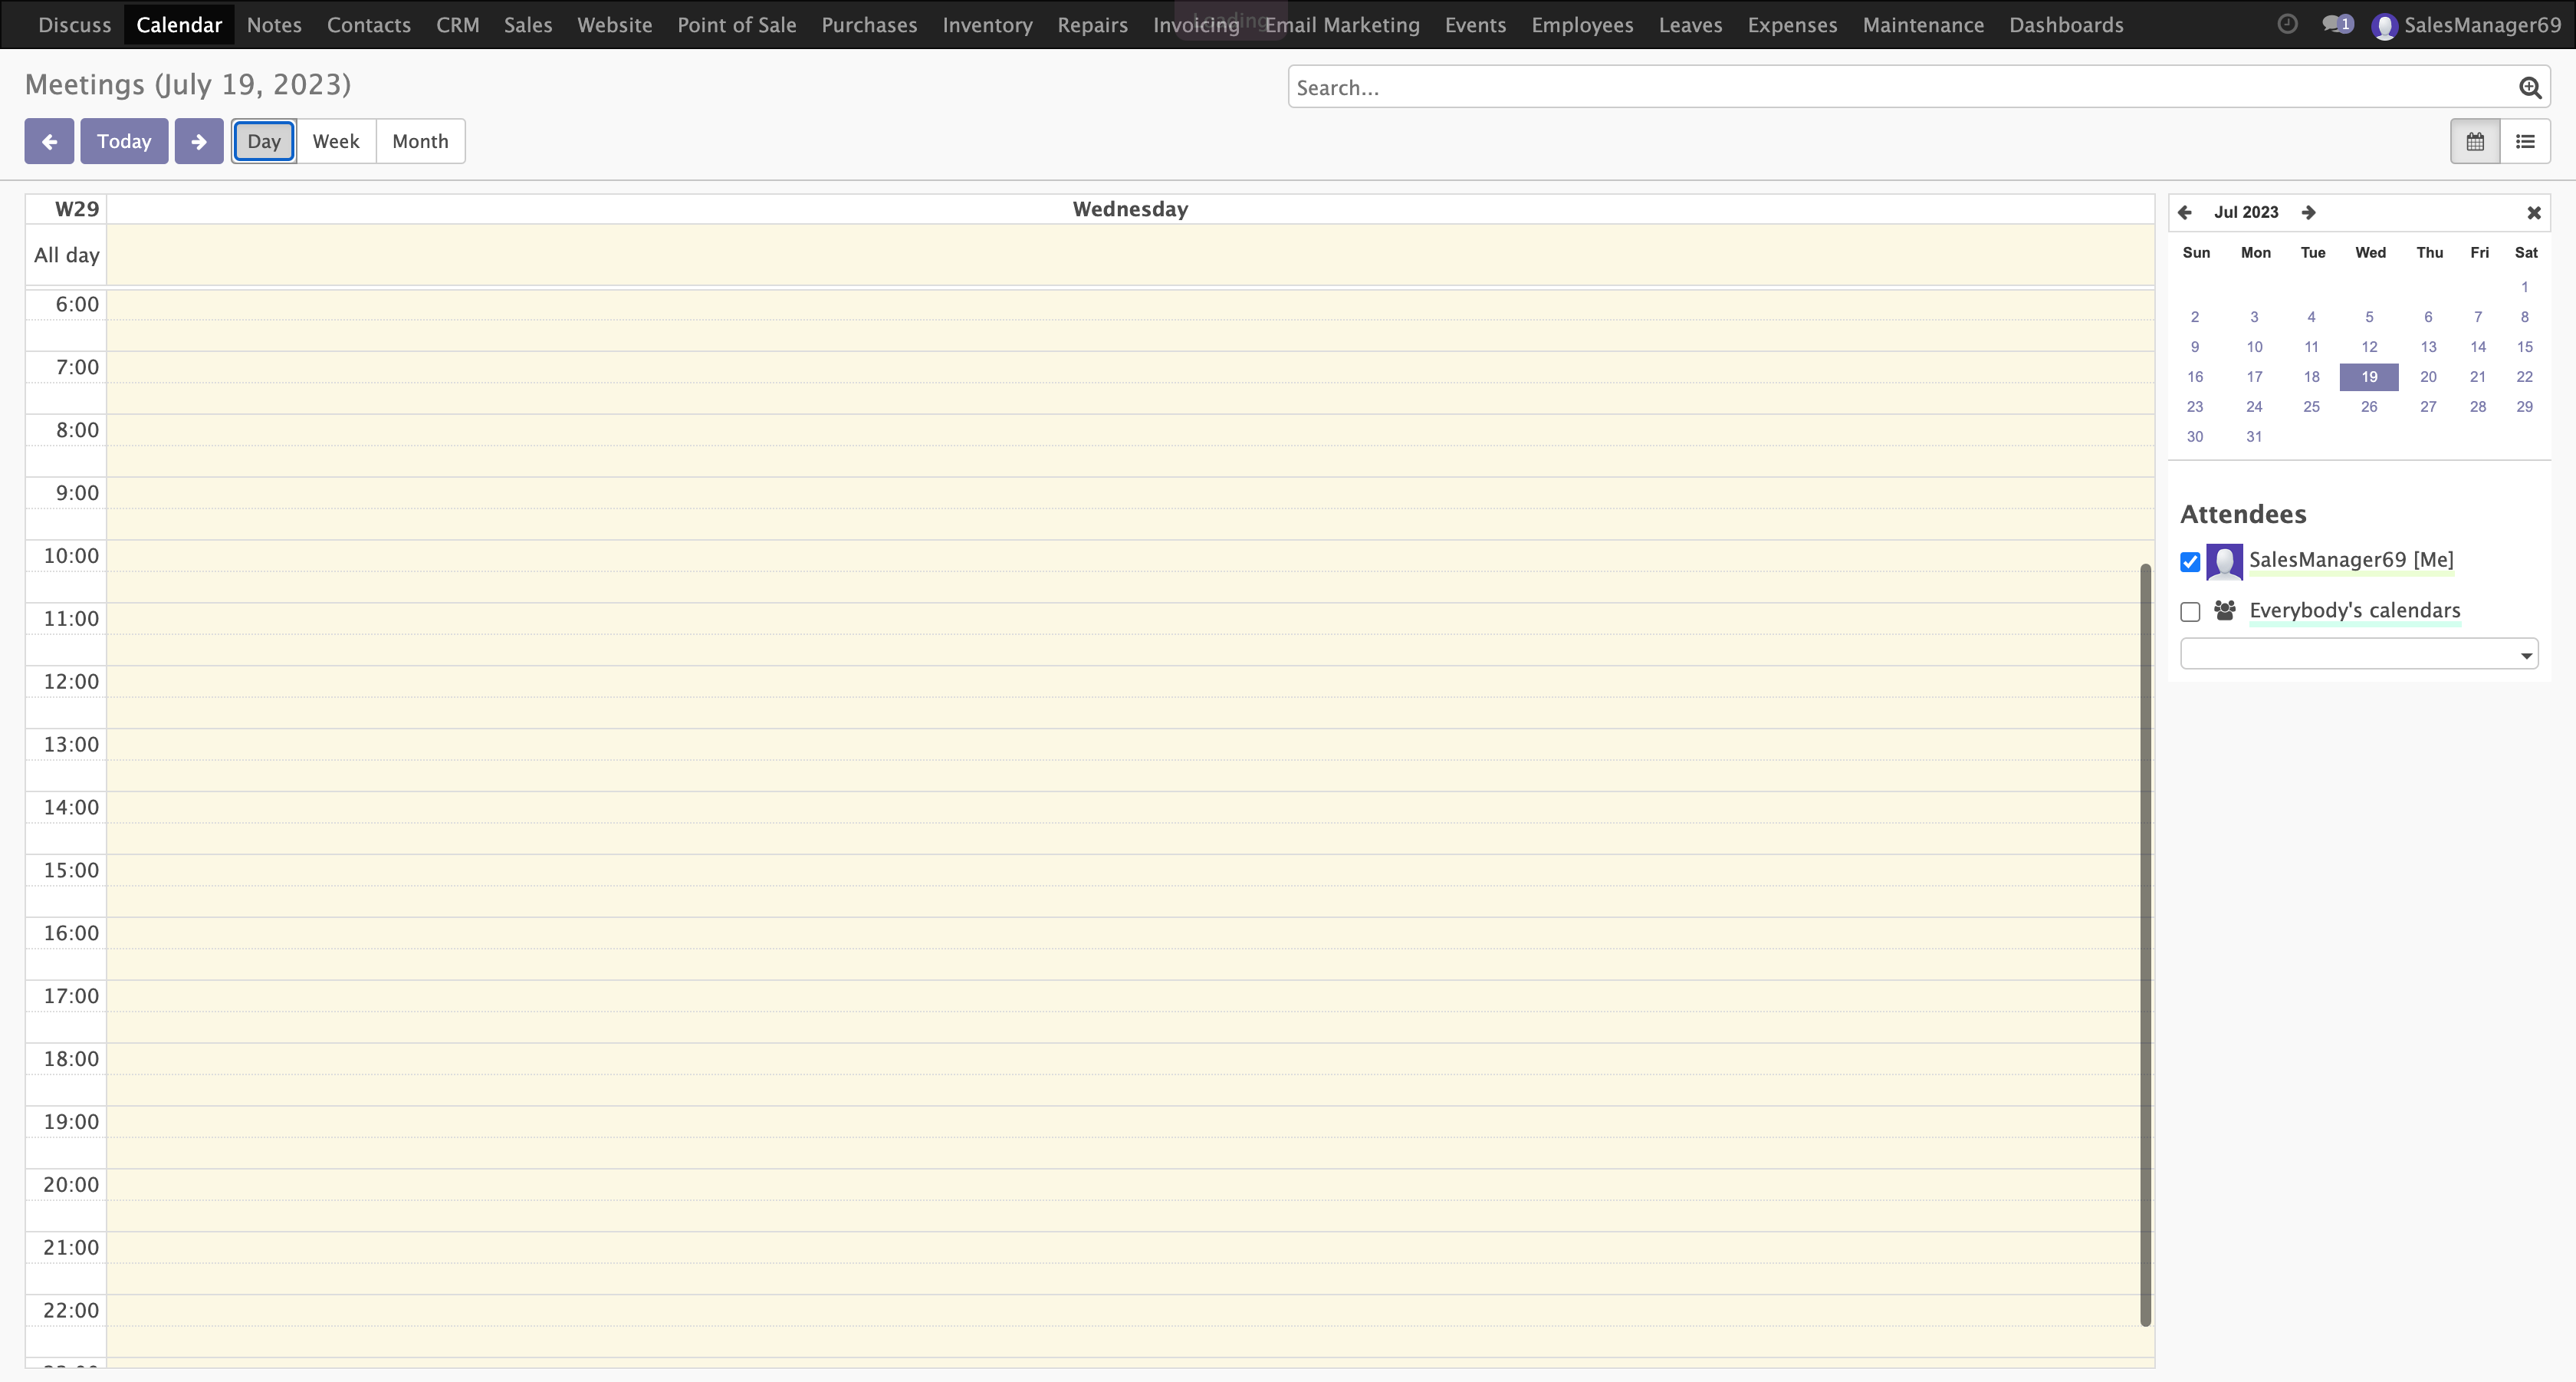 Discuss Calendar Notes Contacts CRM Sales Website Point of Sale Purchases Inventory Repairs Invoicing Email Marketing Events Employees Leaves Expenses Maintenance Dashboards 1 SalesManager69
Loading
Meetings (July 19, 2023)
Search...
Today Day Week Month
W29 Wednesday
All day
6:00
7:00
8:00
9:00
10:00
11:00
12:00
13:00
14:00
15:00
16:00
17:00
18:00
19:00
20:00
21:00
22:00
Jul 2023
Sun Mon Tue Wed Thu Fri Sat
1
2 3 4 5 6 7 8
9 10 11 12 13 14 15
16 17 18 19 20 21 22
23 24 25 26 27 28 29
30 31
Attendees
SalesManager69 [Me]
Everybody's calendars